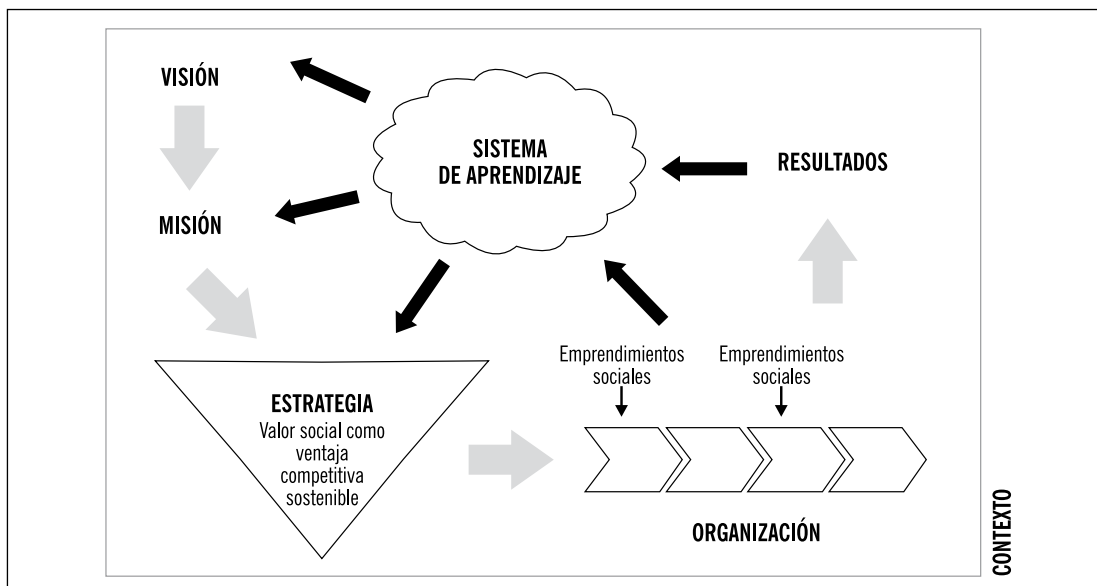 VISIÓN
SISTEMA
DE APRENDIZAJE
RESULTADOS
MISIÓN
Emprendimientos
sociales
Emprendimientos
sociales
ESTRATEGIA
Valor social como
ventaja
competitiva
sostenible
ORGANIZACIÓN
CONTEXTO